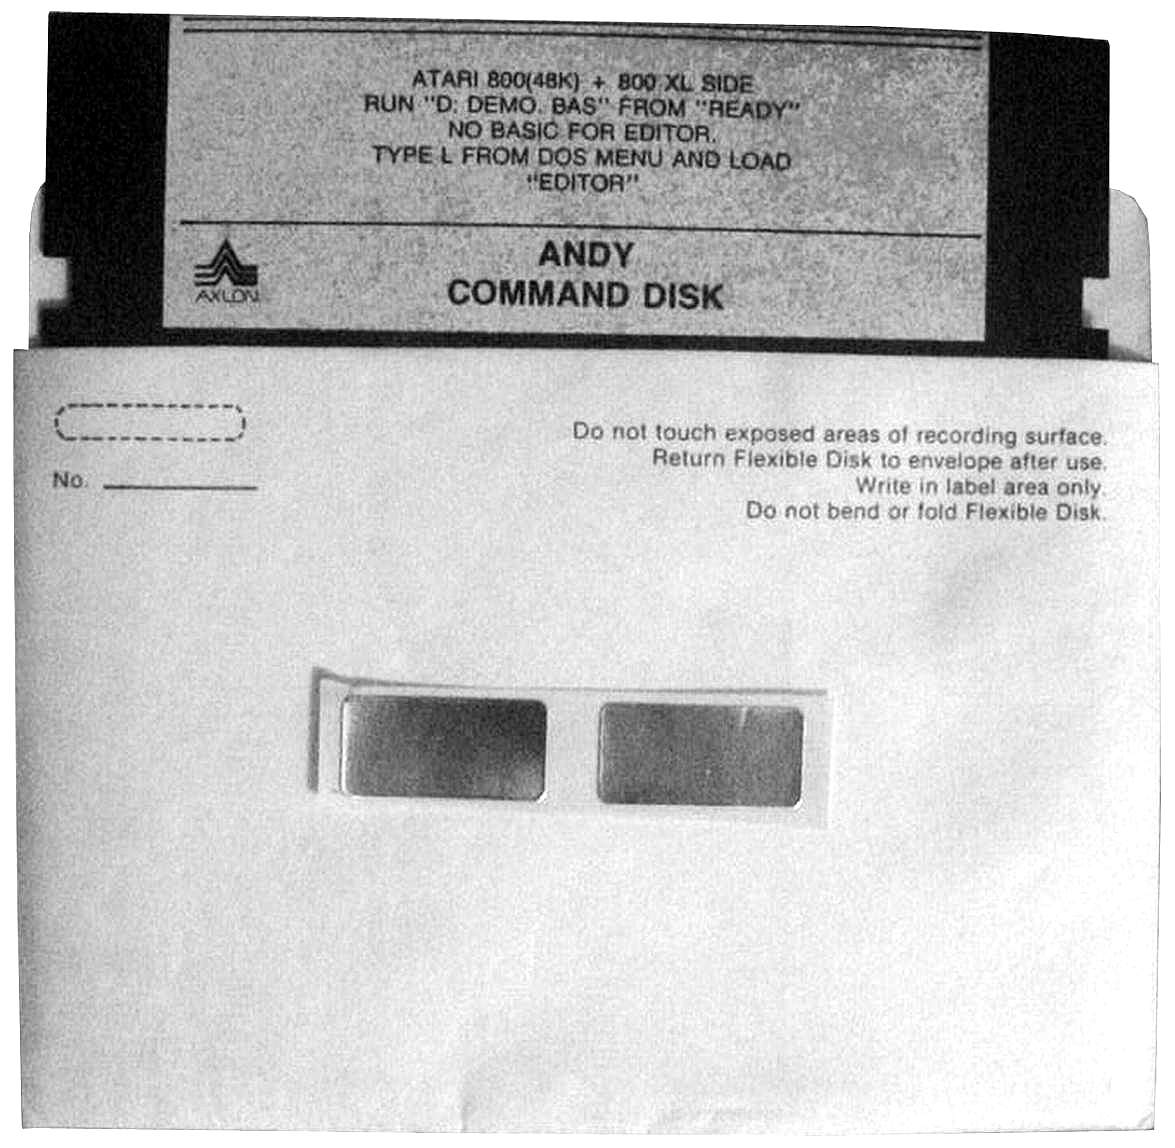 ATARI 800(48K) + 800 XL SIDE
RUN "D: DEMO. BAS" FROM "READY"
NO BASIC FOR EDITOR.
TYPE L FROM DOS MENU AND LOAD
"EDITOR"
AXLON
ANDY
COMMAND DISK
No.
Do not touch exposed areas of recording surface.
Return Flexible Disk to envelope after use.
Write in label area only.
Do not bend or fold Flexible Disk.